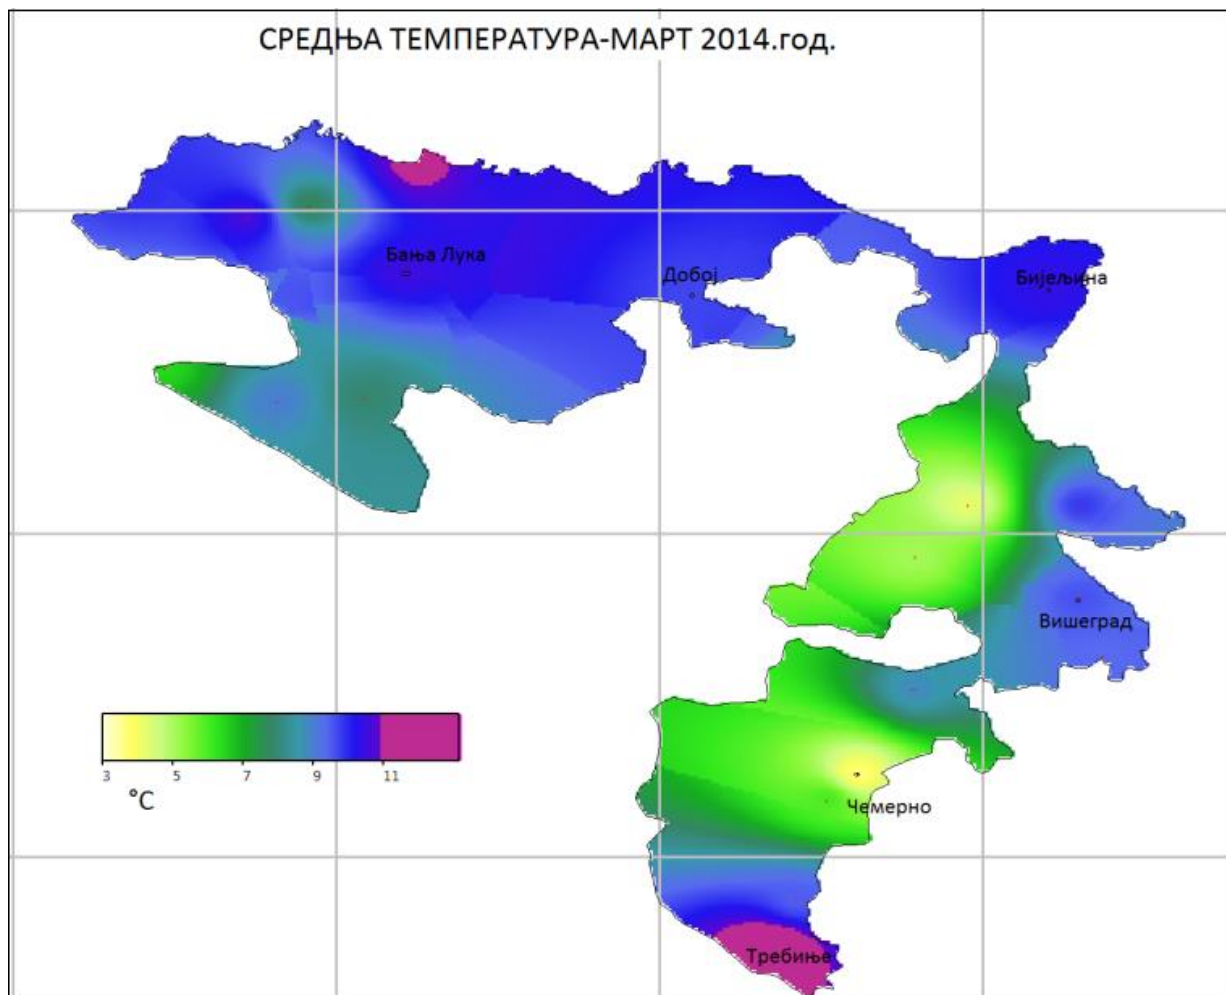 СРЕДЊА ТЕМПЕРАТУРА-МАРТ 2014.год.
Бања Лука
Добој
Бијељина
Вишеград
3 5 7 9 11
°C
Чемерно
Требиње